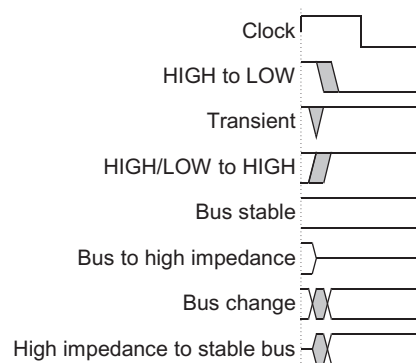 Clock
HIGH to LOW
Transient
HIGH/LOW to HIGH
Bus stable
Bus to high impedance
Bus change
High impedance to stable bus